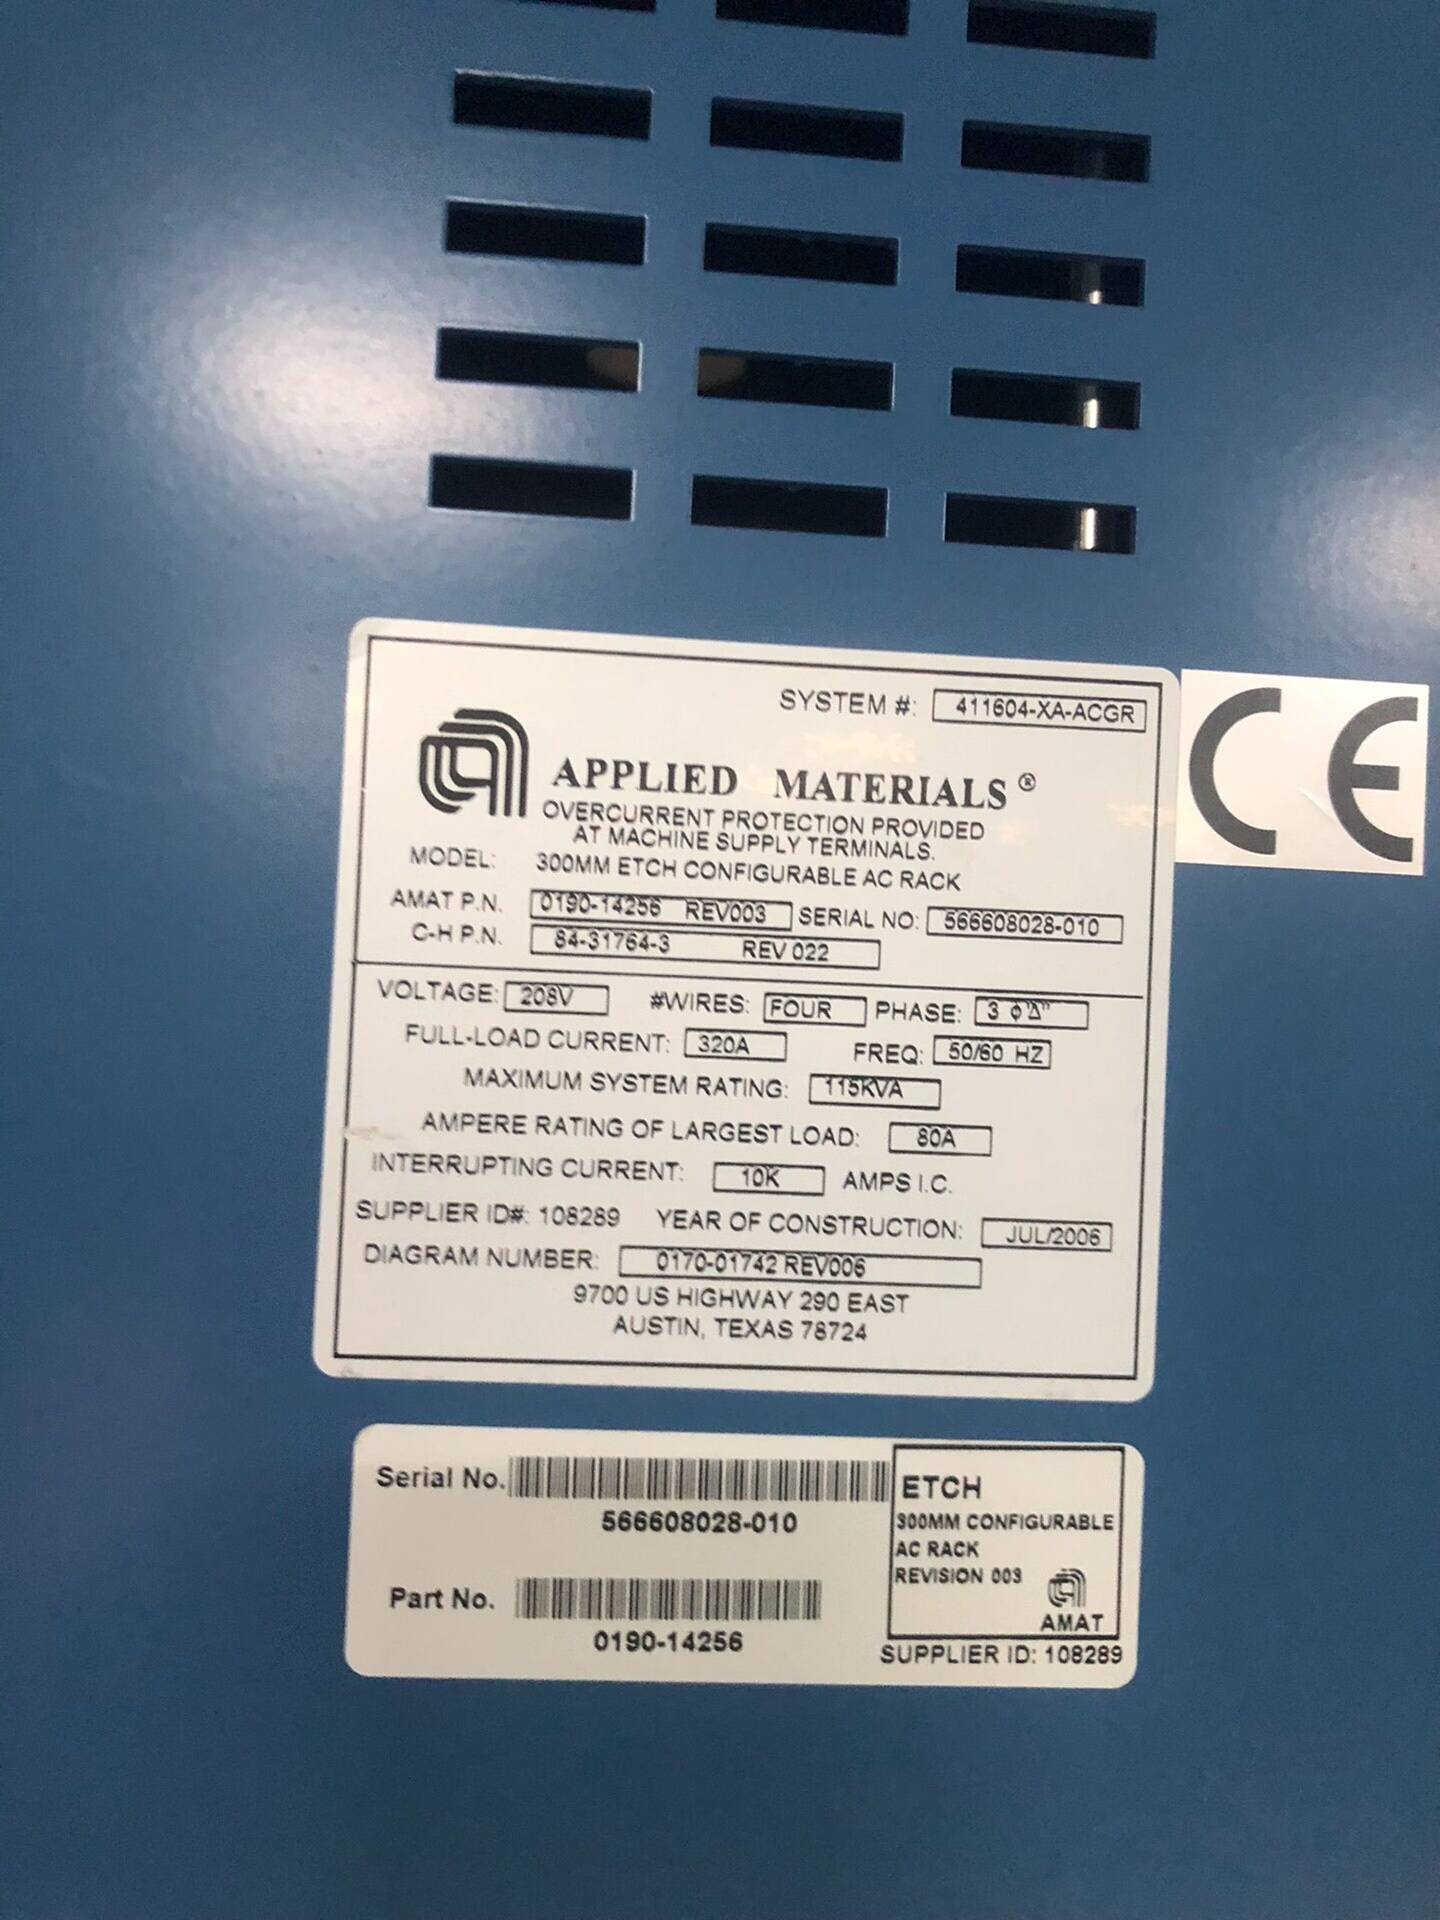 SYSTEM #: 411604-XA-ACGR
APPLIED MATERIALS®
OVERCURRENT PROTECTION PROVIDED
AT MACHINE SUPPLY TERMINALS.
MODEL: 300MM ETCH CONFIGURABLE AC RACK
AMAT P.N. 0190-14256 REV003 SERIAL NO: 566608028-010
C-H P.N. 84-31764-3 REV 022
VOLTAGE: 208V #WIRES: FOUR PHASE: 3 ϕ"Δ"
FULL-LOAD CURRENT: 320A FREQ: 50/60 HZ
MAXIMUM SYSTEM RATING: 115KVA
AMPERE RATING OF LARGEST LOAD: 80A
INTERRUPTING CURRENT: 10K AMPS I.C.
SUPPLIER ID#: 108289 YEAR OF CONSTRUCTION: JUL/2006
DIAGRAM NUMBER: 0170-01742 REV006
9700 US HIGHWAY 290 EAST
AUSTIN, TEXAS 78724
CE
Serial No.
566608028-010
Part No.
0190-14256
ETCH
300MM CONFIGURABLE
AC RACK
REVISION 003
AMAT
SUPPLIER ID: 108289